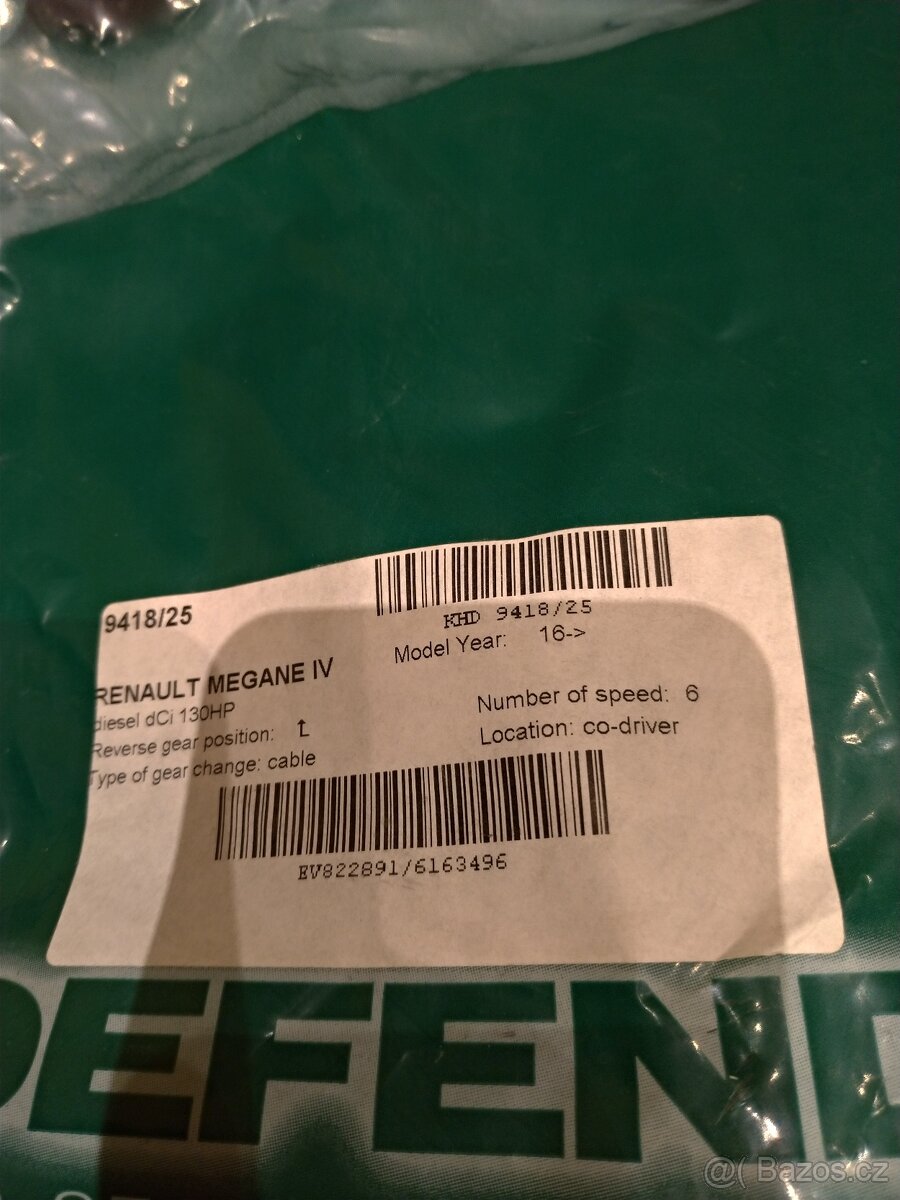 9418/25
KHD 9418/25
Model Year: 16->
RENAULT MEGANE IV
diesel dCi 130HP
Number of speed: 6
Reverse gear position:
Location: co-driver
Type of gear change: cable
EV822891/6163496
DEFEND
@( Bazos.cz